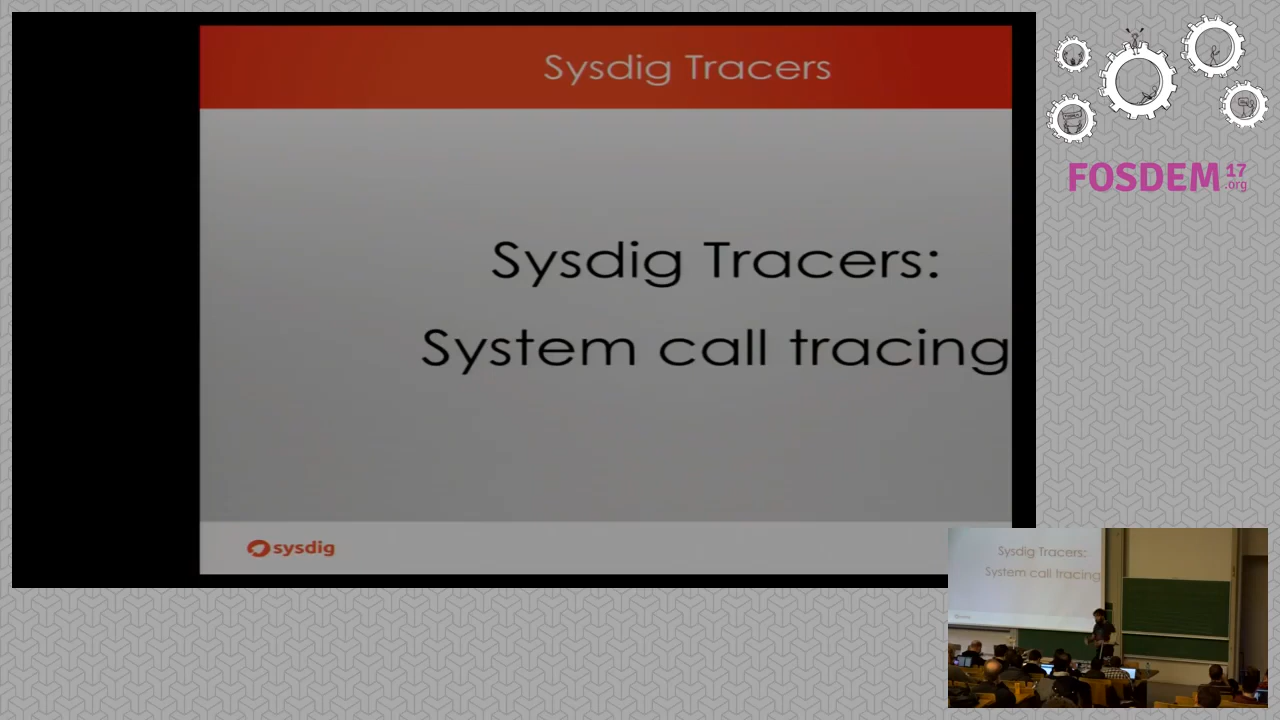 Sysdig Tracers
Sysdig Tracers:
System call tracing
sysdig
FOSDEM 17
.org
Sysdig Tracers:
System call tracing